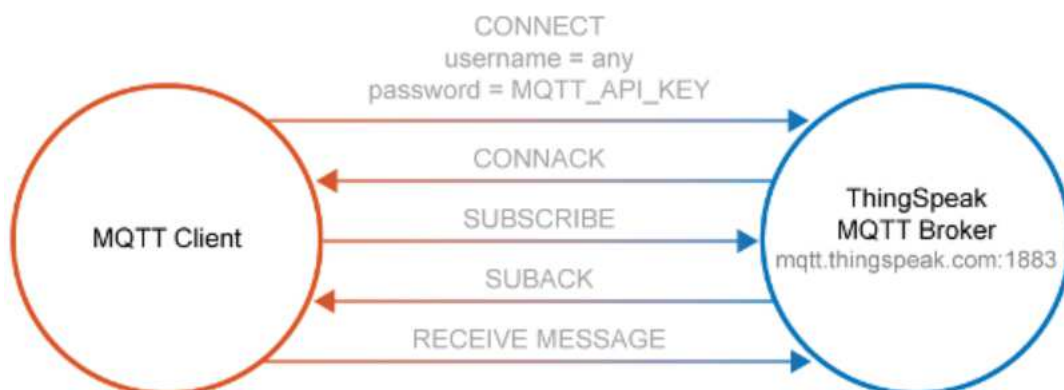 CONNECT
username = any
password = MQTT_API_KEY
CONNACK
MQTT Client
SUBSCRIBE
ThingSpeak
MQTT Broker
mqtt.thingspeak.com:1883
SUBACK
RECEIVE MESSAGE